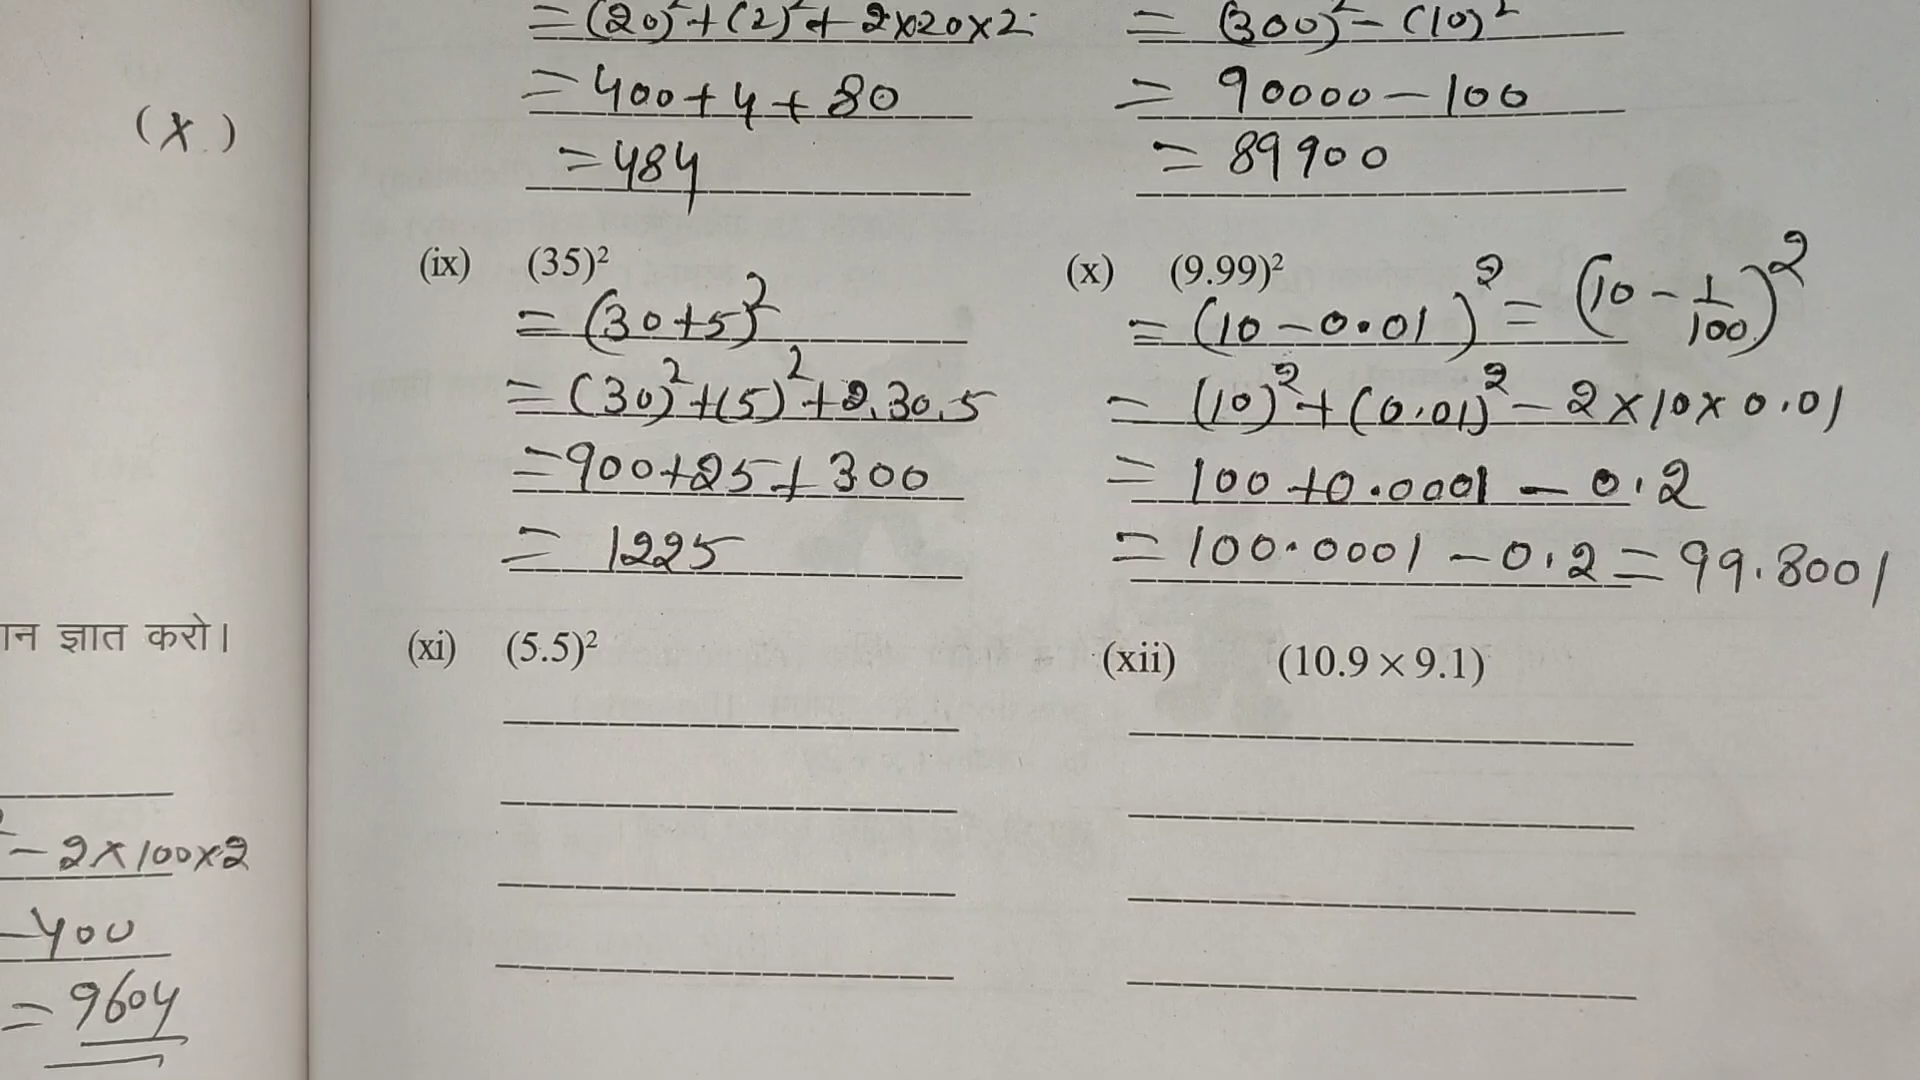 = (20)² + (2)² + 2×20×2
= 400 + 4 + 80
= 484
= (300)² - (10)²
= 90000 - 100
= 89900
(x)
(ix) (35)²
= (30+5)²
= (30)² + (5)² + 2.30.5
= 900 + 25 + 300
= 1225
(x) (9.99)²
= (10 - 0.01)² = (10 - 1/100)²
= (10)² + (0.01)² - 2×10×0.01
= 100 + 0.0001 - 0.2
= 100.0001 - 0.2 = 99.8001
ज्ञात करो।
- 2×100×2
- 400
= 9604
(xi) (5.5)²
(xii) (10.9 × 9.1)